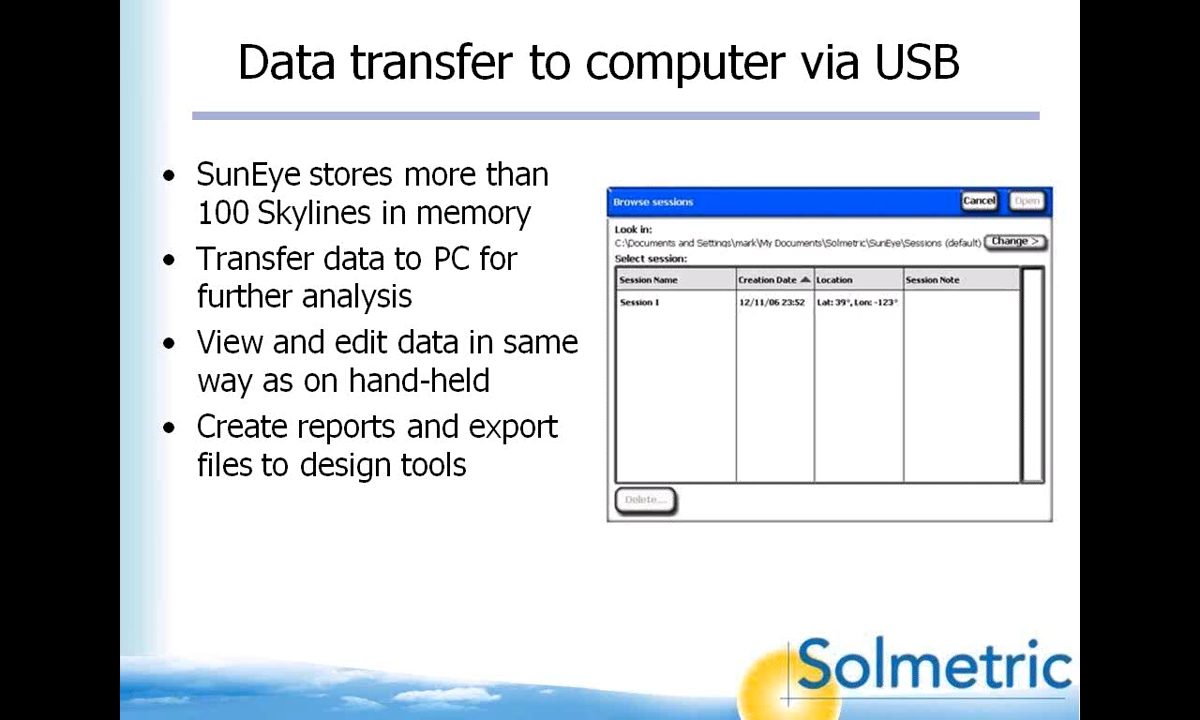 Data transfer to computer via USB
• SunEye stores more than
100 Skylines in memory
• Transfer data to PC for
further analysis
• View and edit data in same
way as on hand-held
• Create reports and export
files to design tools
Browse sessions
Cancel
Open
Look in:
C:\Documents and Settings\mark\My Documents\Solmetric\SunEye\Sessions (default)
Change >
Select session:
Session Name Creation Date Location Session Note
Session 1 12/11/06 23:52 Lat: 39°, Lon: -123°
Delete...
Solmetric